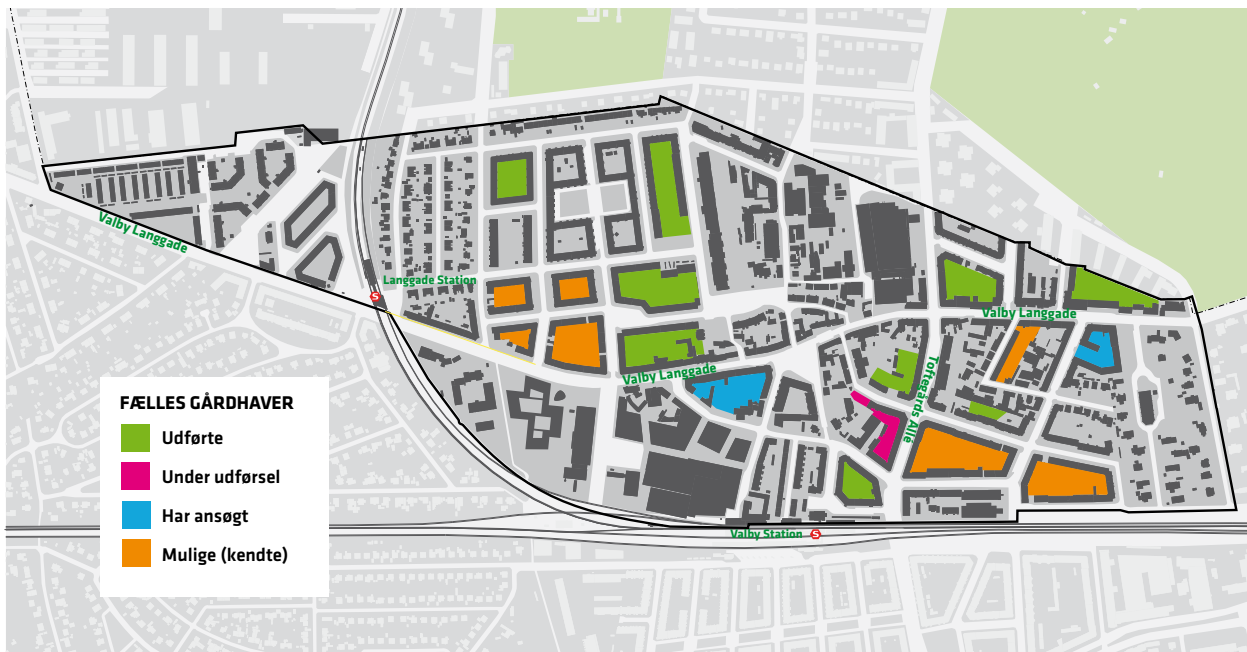 Valby Langgade
Langgade Station
S
Valby Langgade
Valby Langgade
Toftegårds Allé
FÆLLES GÅRDHAVER
Udførte
Under udførsel
Har ansøgt
Mulige (kendte)
Valby Station S